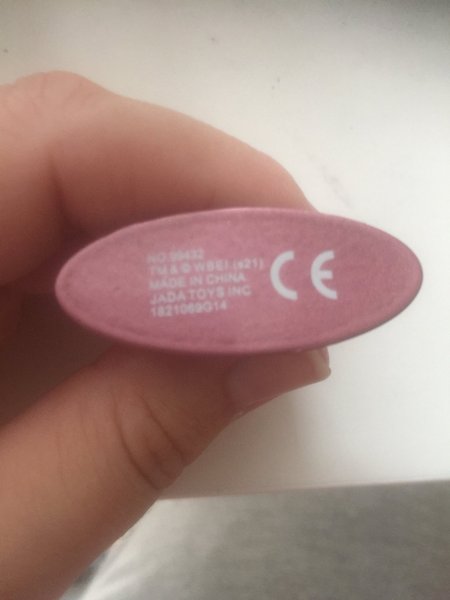 NO.99432
TM & © WBEI. (s21)
MADE IN CHINA
JADA TOYS INC
1821069G14
CE